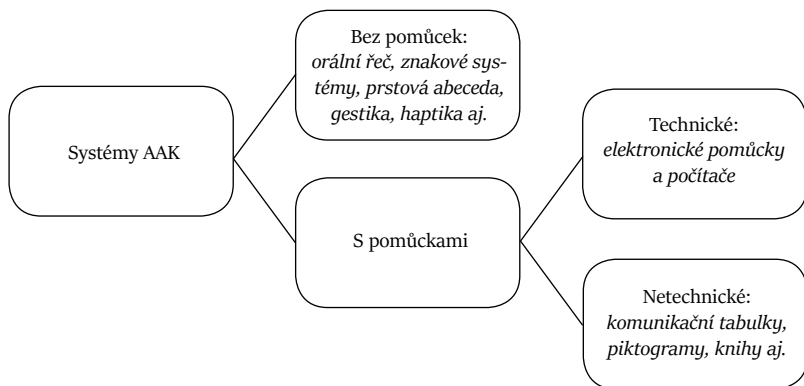 Systémy AAK
Bez pomůcek:
orální řeč, znakové sys-
témy, prstová abeceda,
gestika, haptika aj.
S pomůckami
Technické:
elektronické pomůcky
a počítače
Netechnické:
komunikační tabulky,
piktogramy, knihy aj.